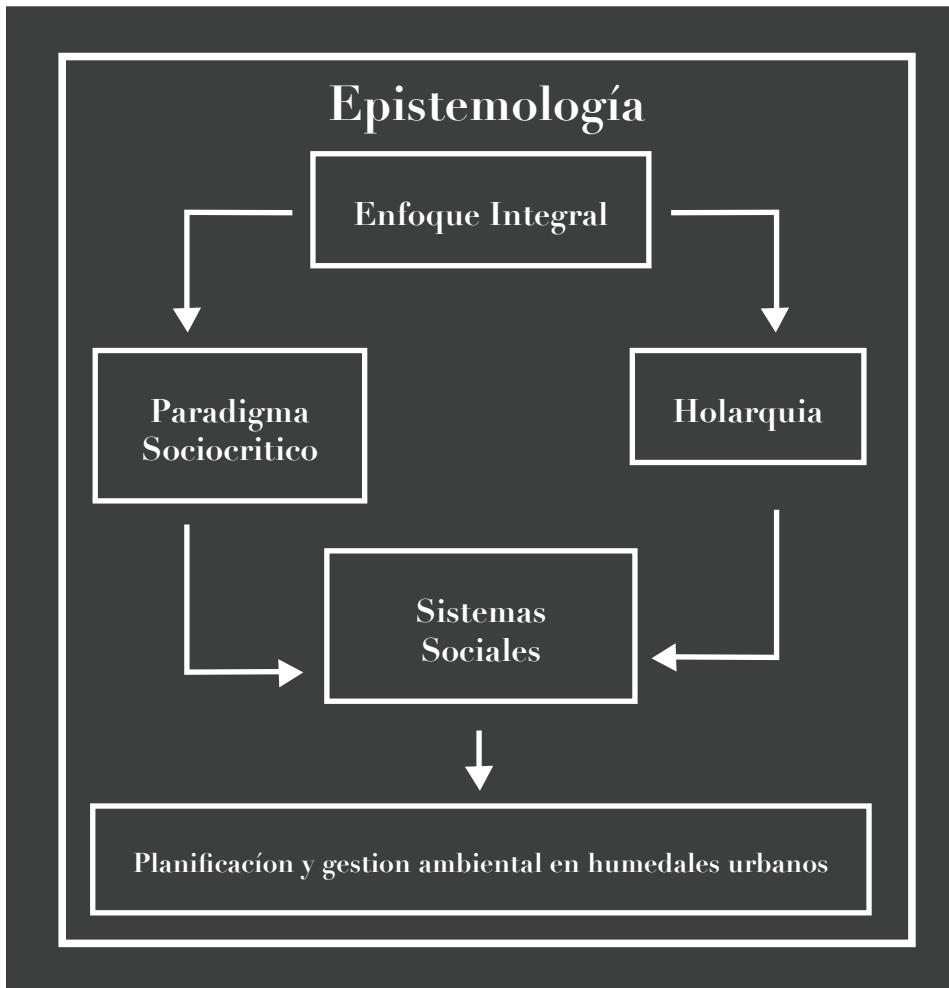 Epistemología
Enfoque Integral
Paradigma
Sociocritico
Holarquia
Sistemas
Sociales
Planificacíon y gestion ambiental en humedales urbanos